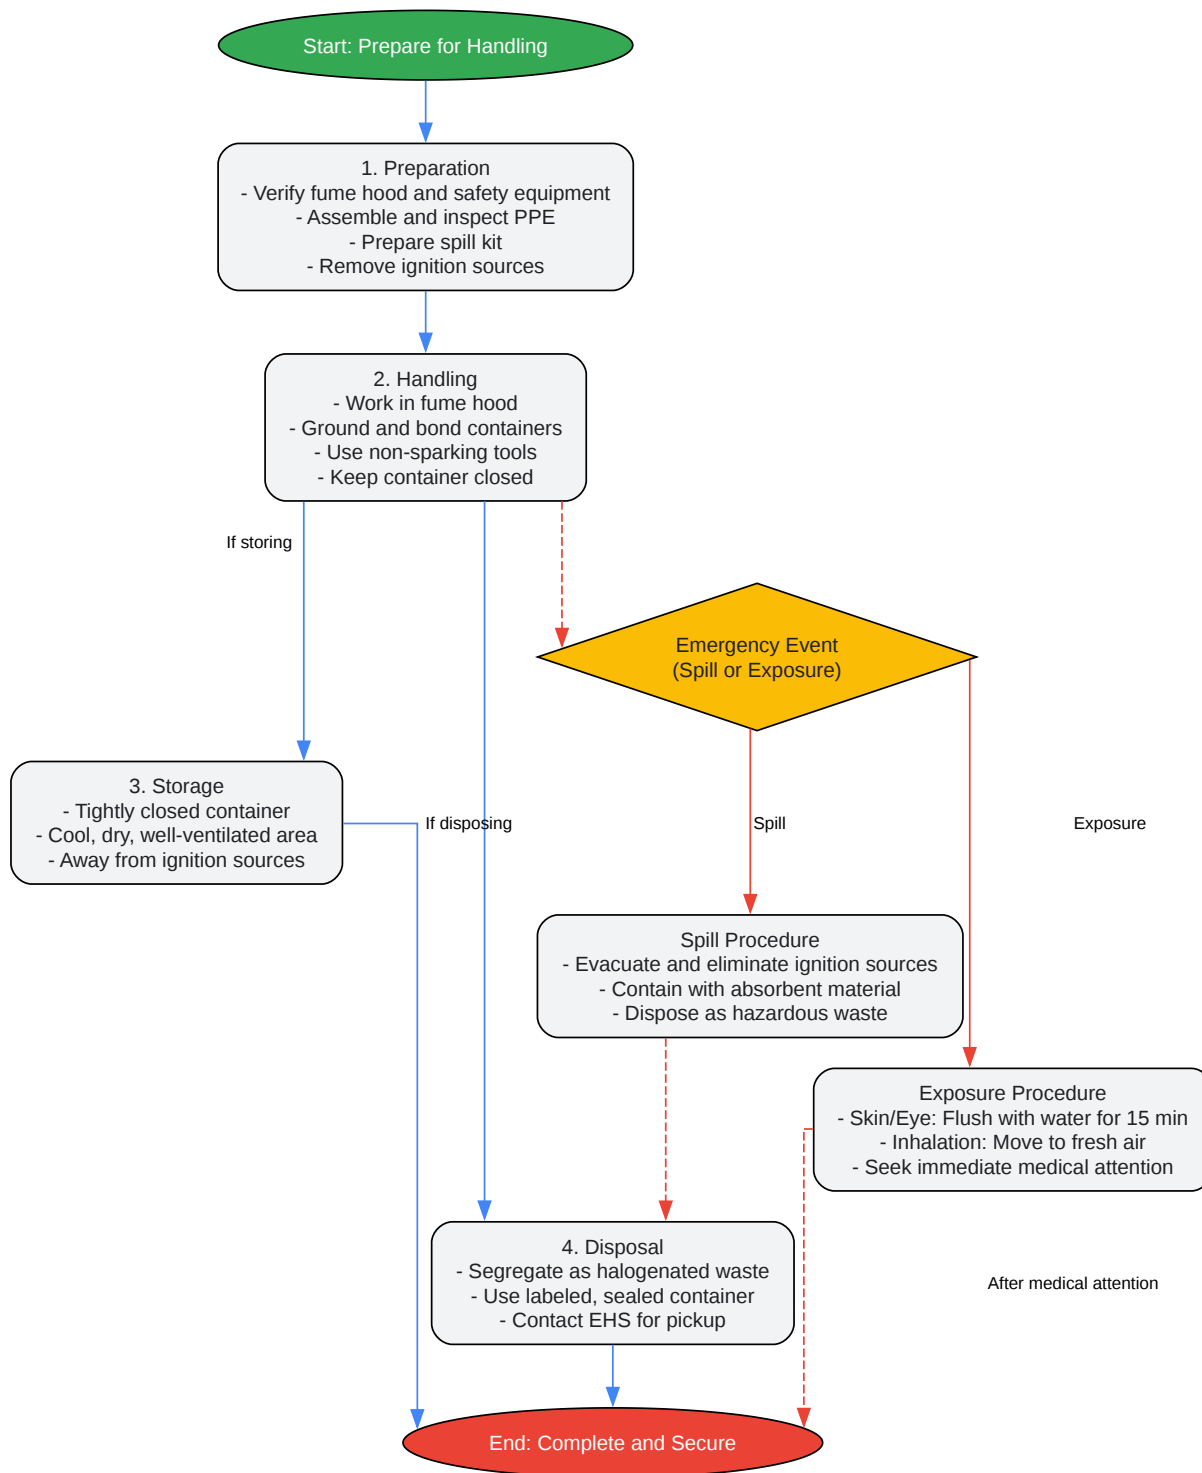 Start: Prepare for Handling
1. Preparation
- Verify fume hood and safety equipment
- Assemble and inspect PPE
- Prepare spill kit
- Remove ignition sources
2. Handling
- Work in fume hood
- Ground and bond containers
- Use non-sparking tools
- Keep container closed
If storing
Emergency Event
(Spill or Exposure)
3. Storage
- Tightly closed container
- Cool, dry, well-ventilated area
- Away from ignition sources
If disposing
Spill
Exposure
Spill Procedure
- Evacuate and eliminate ignition sources
- Contain with absorbent material
- Dispose as hazardous waste
Exposure Procedure
- Skin/Eye: Flush with water for 15 min
- Inhalation: Move to fresh air
- Seek immediate medical attention
4. Disposal
- Segregate as halogenated waste
- Use labeled, sealed container
- Contact EHS for pickup
After medical attention
End: Complete and Secure